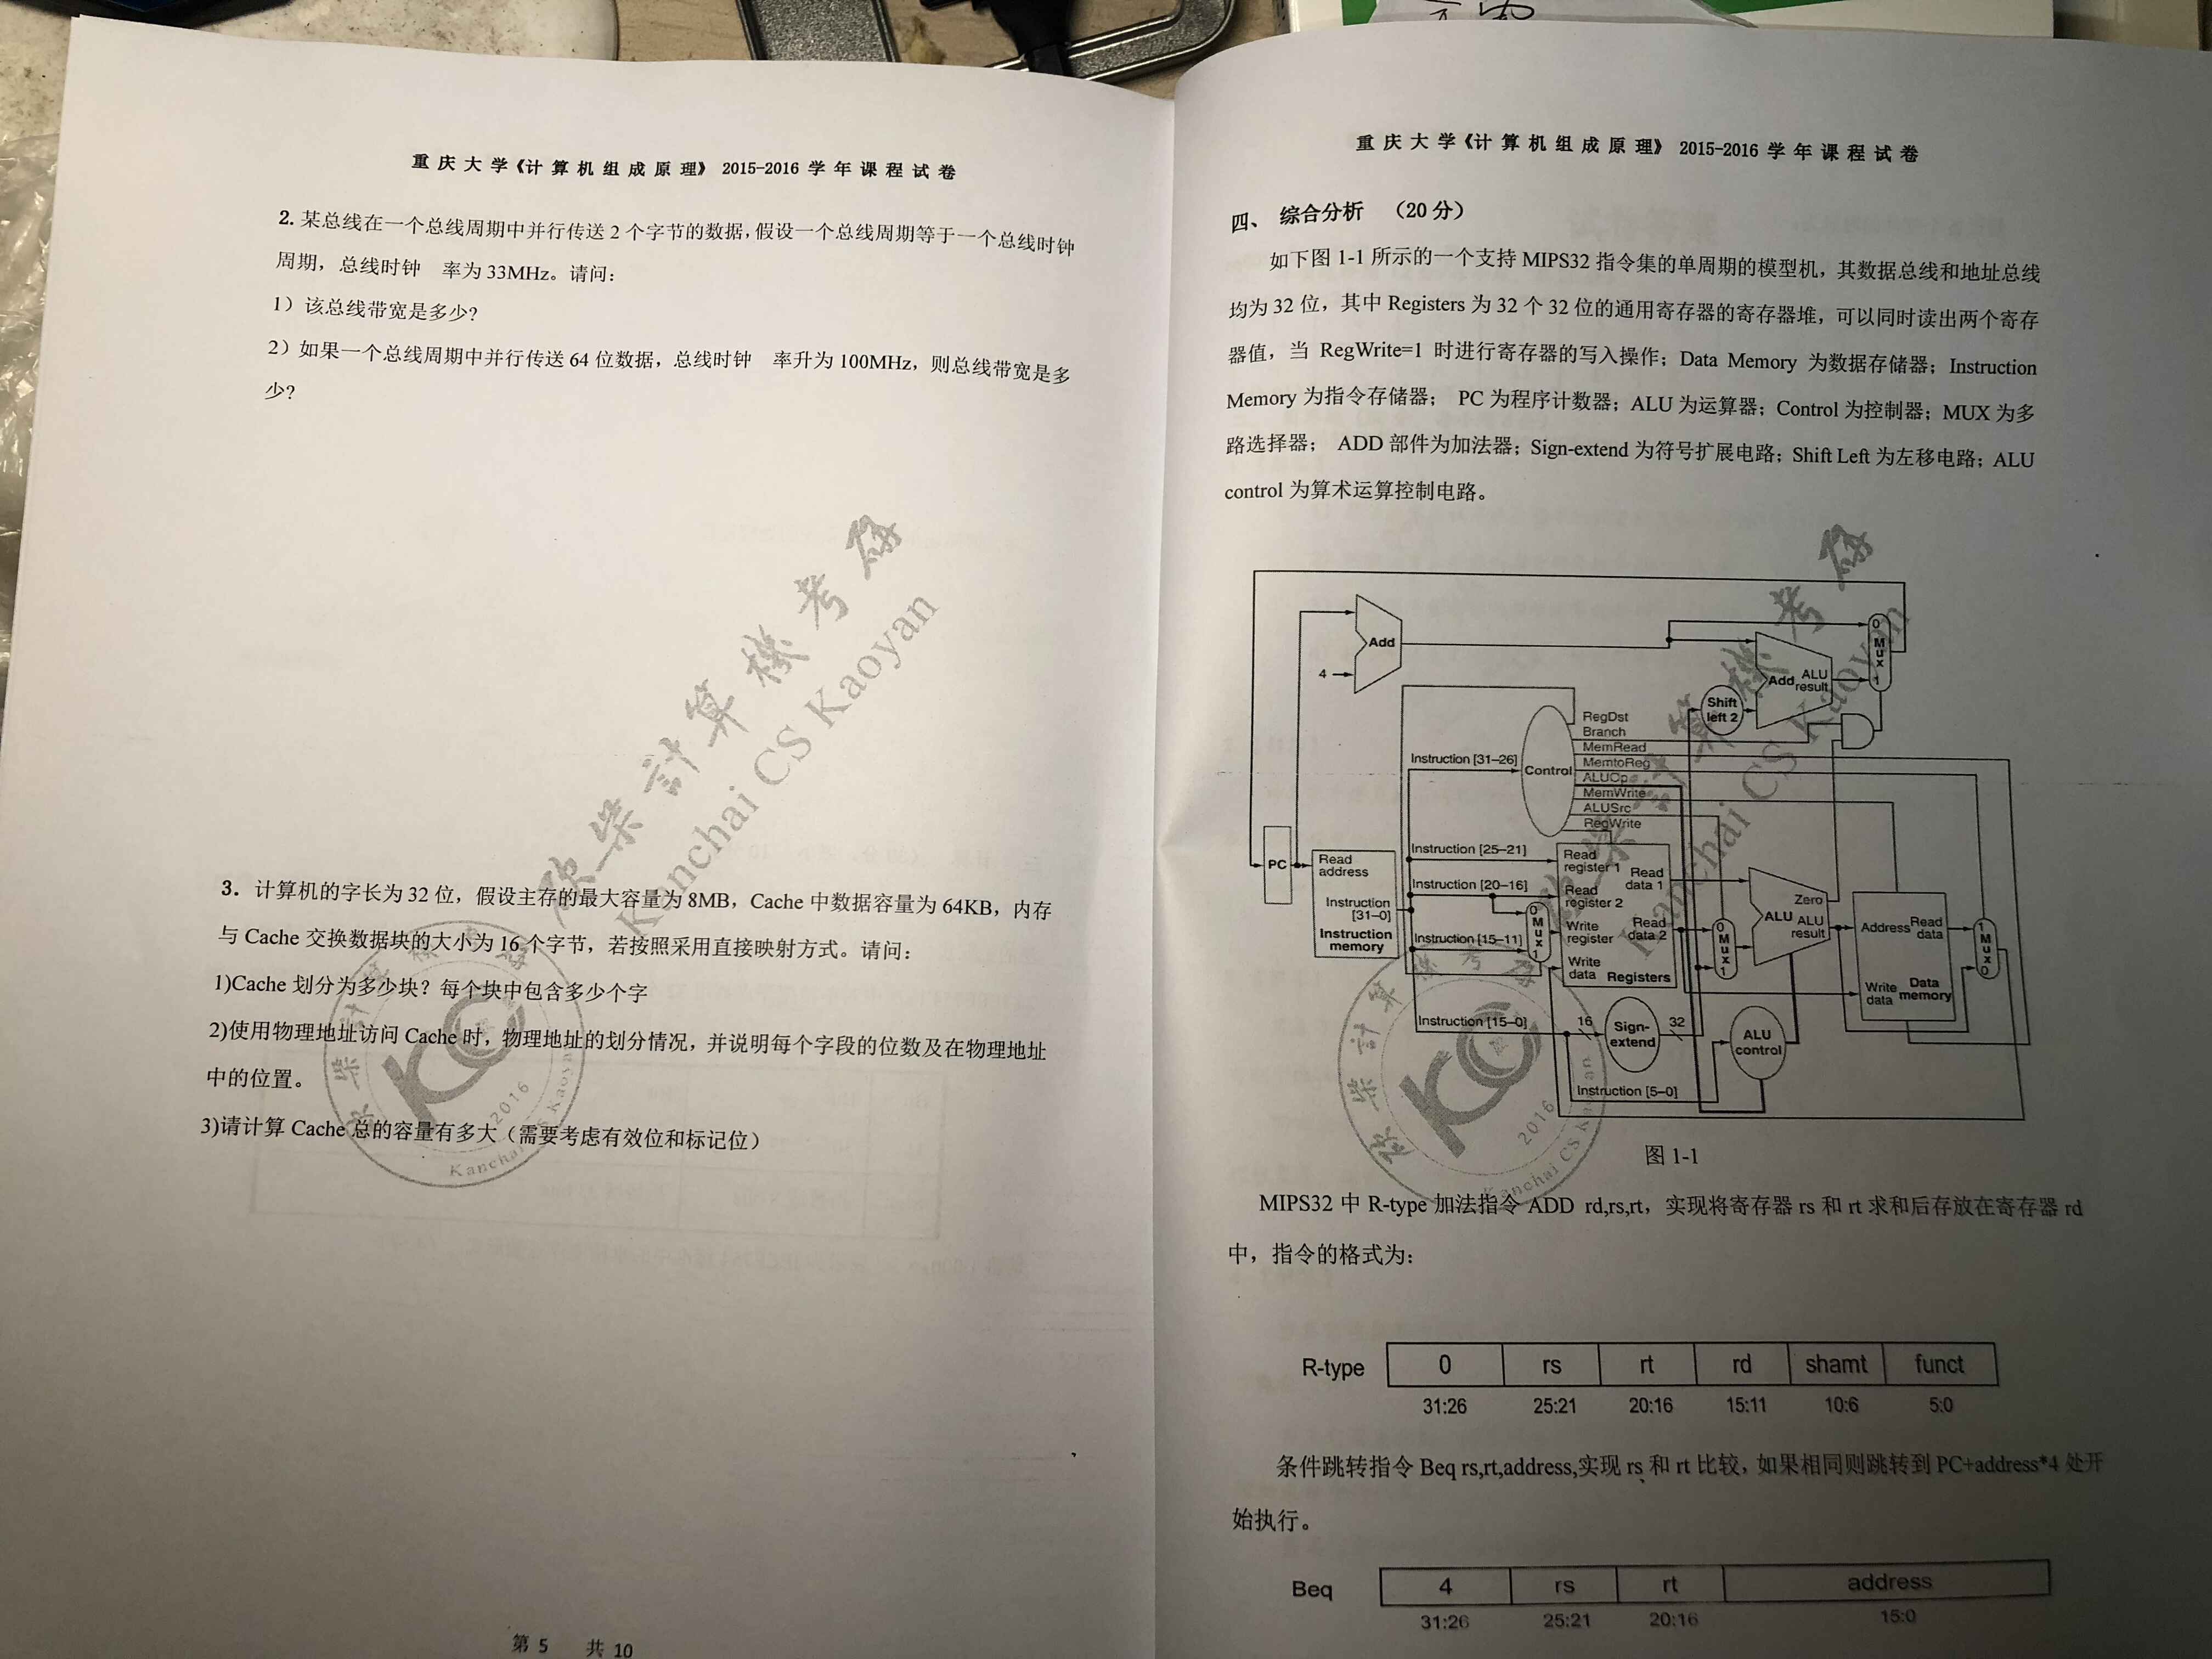 重庆大学《计算机组成原理》 2015-2016 学年课程试卷
2. 某总线在一个总线周期中并行传送 2 个字节的数据，假设一个总线周期等于一个总线时钟
周期，总线时钟 率为 33MHz。请问：
1）该总线带宽是多少?
2）如果一个总线周期中并行传送 64 位数据，总线时钟 率升为 100MHz，则总线带宽是多
少?
計算機考研
Kanchai CS Kaoyan
3. 计算机的字长为 32 位，假设主存的最大容量为 8MB，Cache 中数据容量为 64KB，内存
与 Cache 交换数据块的大小为 16 个字节，若按照采用直接映射方式。请问：
1)Cache 划分为多少块？每个块中包含多少个字
2)使用物理地址访问 Cache 时，物理地址的划分情况，并说明每个字段的位数及在物理地址
中的位置。
3)请计算 Cache 总的容量有多大（需要考虑有效位和标记位）
2016
Kanchai CS Kaoyan
第 5 共 10
重庆大学《计算机组成原理》 2015-2016 学年课程试卷
四、 综合分析 （20 分）
如下图 1-1 所示的一个支持 MIPS32 指令集的单周期的模型机，其数据总线和地址总线
均为 32 位，其中 Registers 为 32 个 32 位的通用寄存器的寄存器堆，可以同时读出两个寄存
器值，当 RegWrite=1 时进行寄存器的写入操作；Data Memory 为数据存储器；Instruction
Memory 为指令存储器； PC 为程序计数器；ALU 为运算器；Control 为控制器；MUX 为多
路选择器； ADD 部件为加法器；Sign-extend 为符号扩展电路；Shift Left 为左移电路；ALU
control 为算术运算控制电路。
計算機考研
Kanchai CS Kaoyan
Add
4
0
Mux
1
Add ALU
result
Shift
left 2
RegDst
Branch
MemRead
MemtoReg
ALUOp
MemWrite
ALUSrc
RegWrite
Instruction [31–26]
Control
PC
Read
address
Instruction
[31–0]
Instruction
memory
Instruction [25–21]
Instruction [20–16]
Instruction [15–11]
0
Mux
1
Read
register 1
Read
register 2
Write
register
Write
data
Read
data 1
Read
data 2
Registers
0
Mux
1
Zero
ALU ALU
result
Address
Read
data
Write
data
Data
memory
1
Mux
0
Instruction [15–0]
16
Sign-
extend
32
ALU
control
Instruction [5–0]
2016
Kanchai CS Kaoyan
图 1-1
MIPS32 中 R-type 加法指令 ADD rd,rs,rt，实现将寄存器 rs 和 rt 求和后存放在寄存器 rd
中，指令的格式为：
R-type 0 rs rt rd shamt funct
31:26 25:21 20:16 15:11 10:6 5:0
条件跳转指令 Beq rs,rt,address,实现 rs 和 rt 比较，如果相同则跳转到 PC+address*4 处开
始执行。
Beq 4 rs rt address
31:26 25:21 20:16 15:0